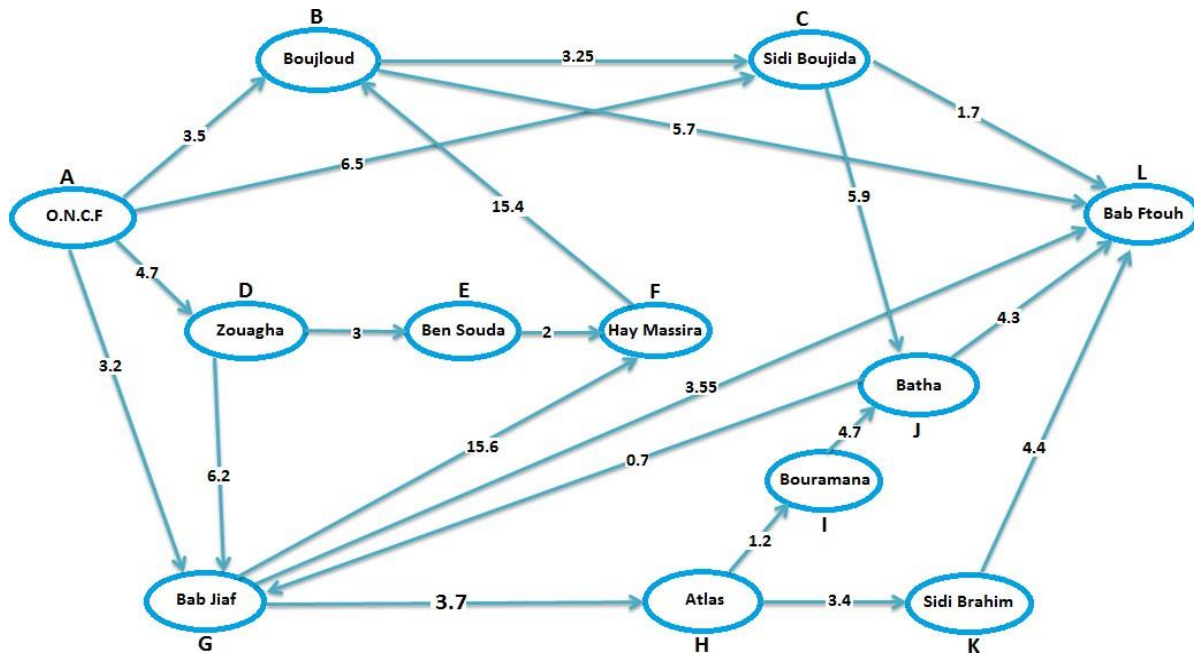 B
C
Boujloud
3.25
Sidi Boujida
3.5
5.7
1.7
6.5
A
L
O.N.C.F
15.4
5.9
Bab Ftouh
4.7
D
E
F
Zouagha
3
Ben Souda
2
Hay Massira
4.3
3.2
3.55
Batha
J
15.6
4.7
4.4
6.2
0.7
Bouramana
I
1.2
Bab Jiaf
3.7
Atlas
3.4
Sidi Brahim
G
H
K